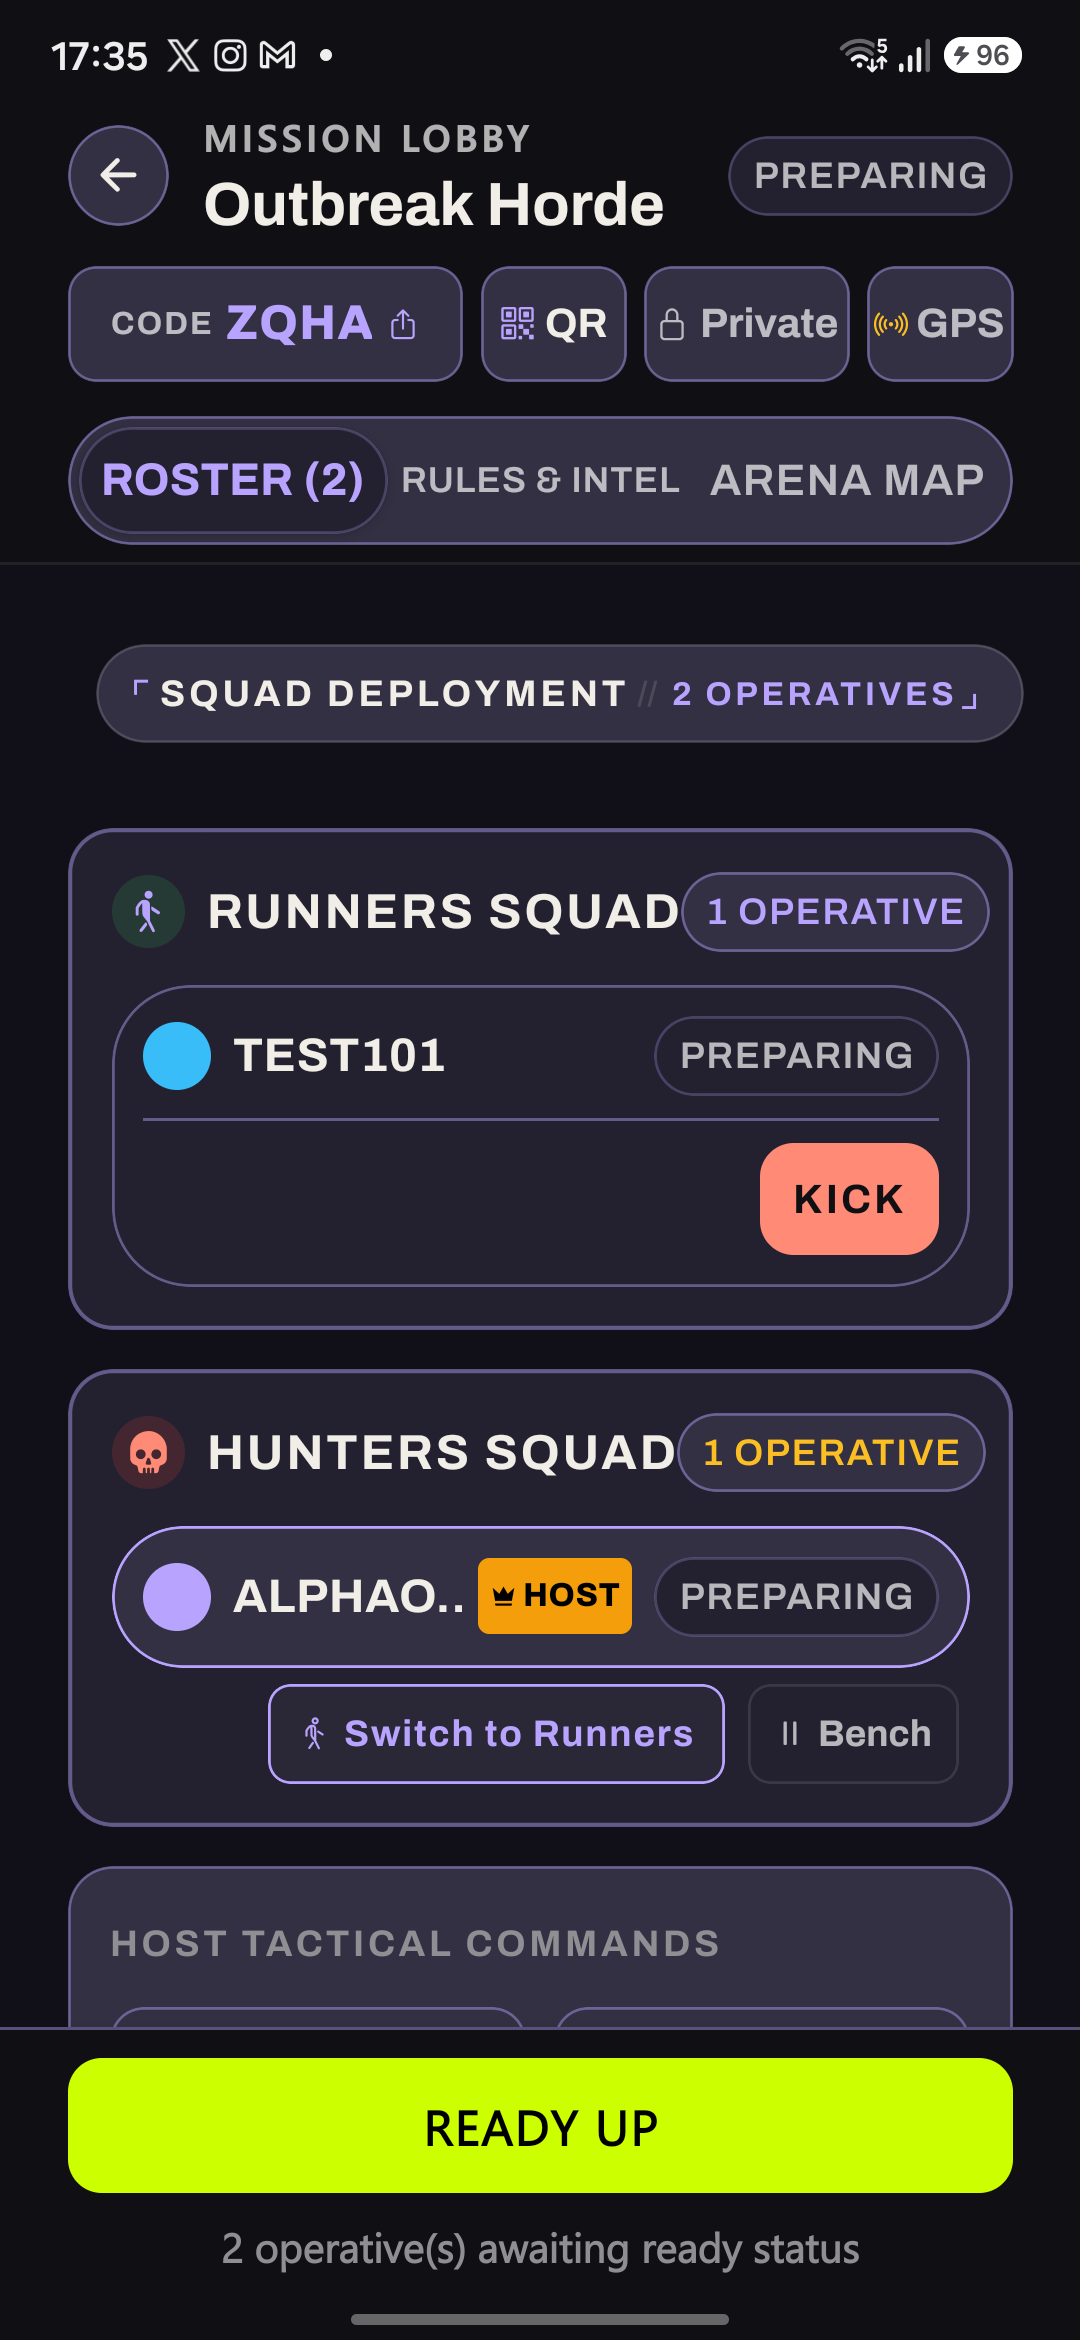 17:35
5
96
MISSION LOBBY
Outbreak Horde
PREPARING
CODE ZQHA
QR
Private
GPS
ROSTER (2)
RULES & INTEL
ARENA MAP
SQUAD DEPLOYMENT // 2 OPERATIVES
RUNNERS SQUAD
1 OPERATIVE
TEST101
PREPARING
KICK
HUNTERS SQUAD
1 OPERATIVE
ALPHAO..
HOST
PREPARING
Switch to Runners
Bench
HOST TACTICAL COMMANDS
READY UP
2 operative(s) awaiting ready status